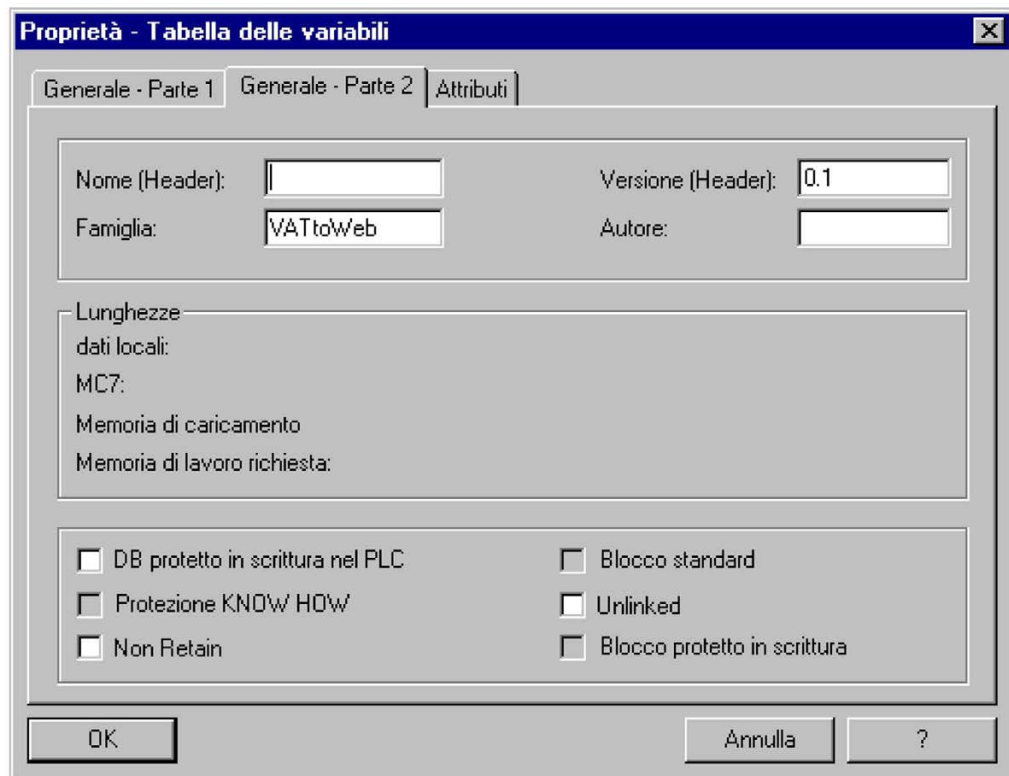 Proprietà - Tabella delle variabili
Generale - Parte 1 Generale - Parte 2 Attributi
Nome (Header): Versione (Header): 0.1
Famiglia: VATtoWeb Autore:
Lunghezze
dati locali:
MC7:
Memoria di caricamento
Memoria di lavoro richiesta:
DB protetto in scrittura nel PLC Blocco standard
Protezione KNOW HOW Unlinked
Non Retain Blocco protetto in scrittura
OK Annulla ?